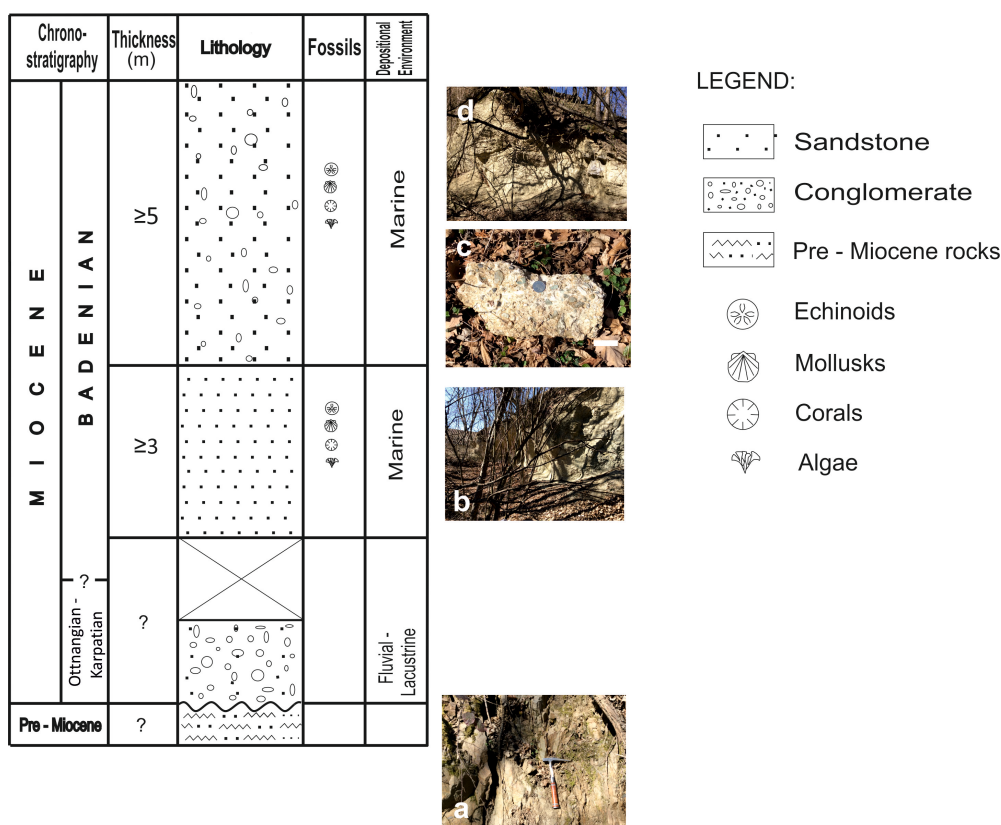 Chrono-
stratigraphy
Thickness
(m)
Lithology
Fossils
Depositional
Environment
MIOCENE
BADENIAN
≥5
Marine
≥3
Marine
?
Ottnangian -
Karpatian
?
Fluvial -
Lacustrine
Pre - Miocene
?
d
c
b
a
LEGEND:
Sandstone
Conglomerate
Pre - Miocene rocks
Echinoids
Mollusks
Corals
Algae